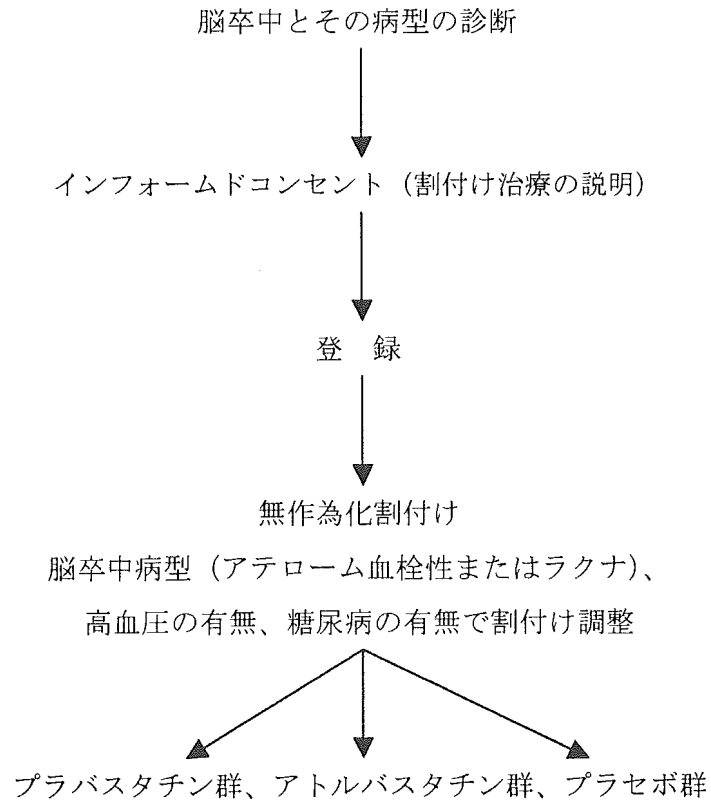 脳卒中とその病型の診断
インフォームドコンセント（割付け治療の説明）
登　録
無作為化割付け
脳卒中病型（アテローム血栓性またはラクナ）、
高血圧の有無、糖尿病の有無で割付け調整
プラバスタチン群、アトルバスタチン群、プラセボ群